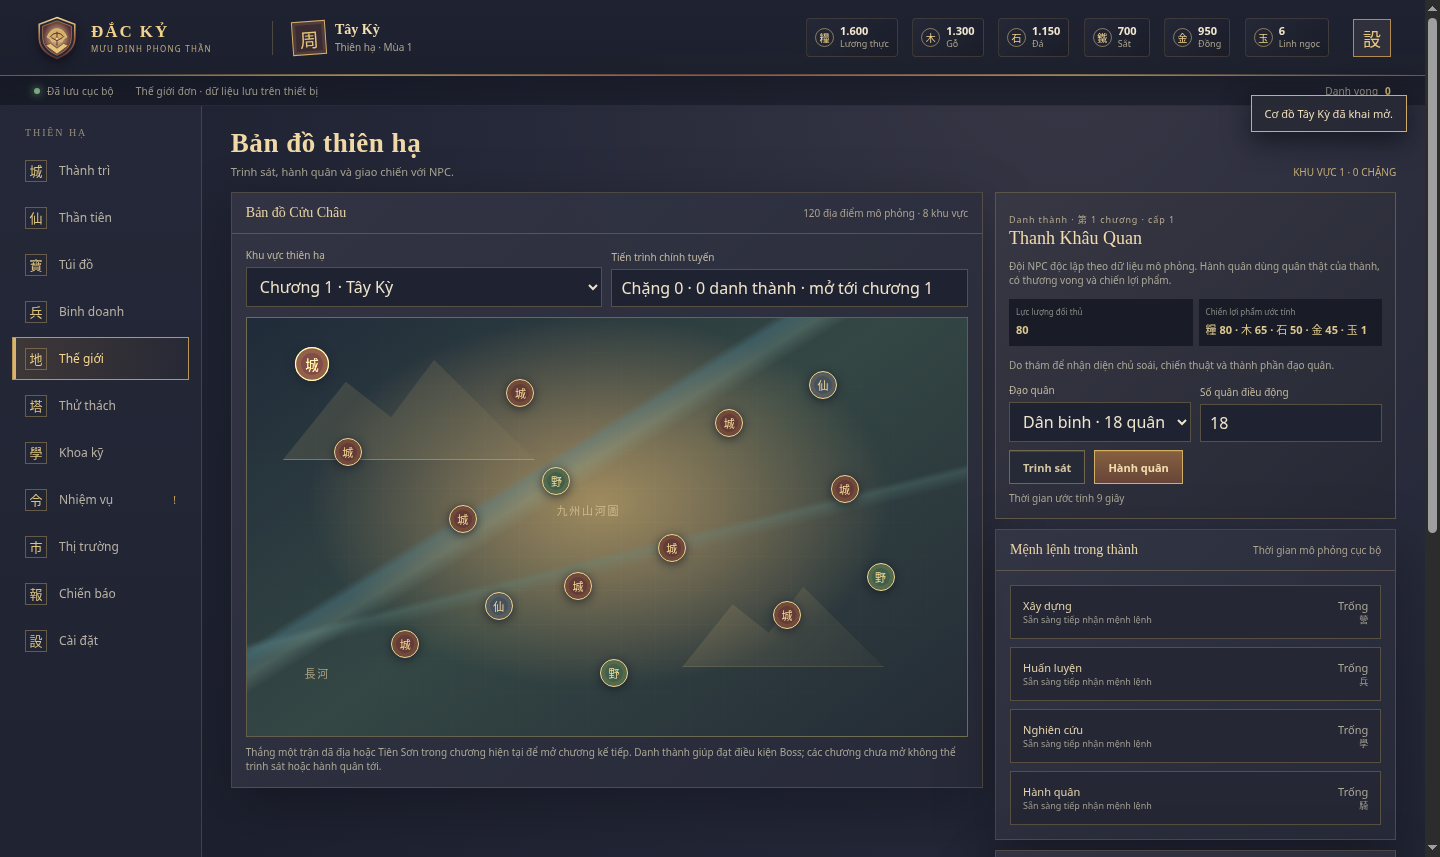 ĐẮC KỶ
MƯU ĐỊNH PHONG THẦN
周
Tây Kỳ
Thiên hạ · Mùa 1
糧 1.600 Lương thực
木 1.300 Gỗ
石 1.150 Đá
鐵 700 Sắt
金 950 Đồng
玉 6 Linh ngọc
設
Đã lưu cục bộ
Thế giới đơn · dữ liệu lưu trên thiết bị
Danh vọng 0
Cơ đồ Tây Kỳ đã khai mở.
THIÊN HẠ
城 Thành trì
仙 Thần tiên
寶 Túi đồ
兵 Binh doanh
地 Thế giới
塔 Thử thách
學 Khoa kỹ
令 Nhiệm vụ !
市 Thị trường
報 Chiến báo
設 Cài đặt
Bản đồ thiên hạ
Trinh sát, hành quân và giao chiến với NPC.
KHU VỰC 1 · 0 CHẶNG
Bản đồ Cửu Châu
120 địa điểm mô phỏng · 8 khu vực
Khu vực thiên hạ
Tiến trình chính tuyến
Chương 1 · Tây Kỳ
Chặng 0 · 0 danh thành · mở tới chương 1
城
城
仙
城
城
野
城
城
九州山河圖
城
城
野
仙
城
城
長河
野
Thắng một trận dã địa hoặc Tiên Sơn trong chương hiện tại để mở chương kế tiếp. Danh thành giúp đạt điều kiện Boss; các chương chưa mở không thể
trinh sát hoặc hành quân tới.
Danh thành · 第 1 chương · cấp 1
Thanh Khâu Quan
Đội NPC độc lập theo dữ liệu mô phỏng. Hành quân dùng quân thật của thành,
có thương vong và chiến lợi phẩm.
Lực lượng đối thủ
80
Chiến lợi phẩm ước tính
糧 80 · 木 65 · 石 50 · 金 45 · 玉 1
Do thám để nhận diện chủ soái, chiến thuật và thành phần đạo quân.
Đạo quân
Số quân điều động
Dân binh · 18 quân
18
Trinh sát
Hành quân
Thời gian ước tính 9 giây
Mệnh lệnh trong thành
Thời gian mô phỏng cục bộ
Xây dựng
Trống
Sẵn sàng tiếp nhận mệnh lệnh
營
Huấn luyện
Trống
Sẵn sàng tiếp nhận mệnh lệnh
兵
Nghiên cứu
Trống
Sẵn sàng tiếp nhận mệnh lệnh
學
Hành quân
Trống
Sẵn sàng tiếp nhận mệnh lệnh
騎